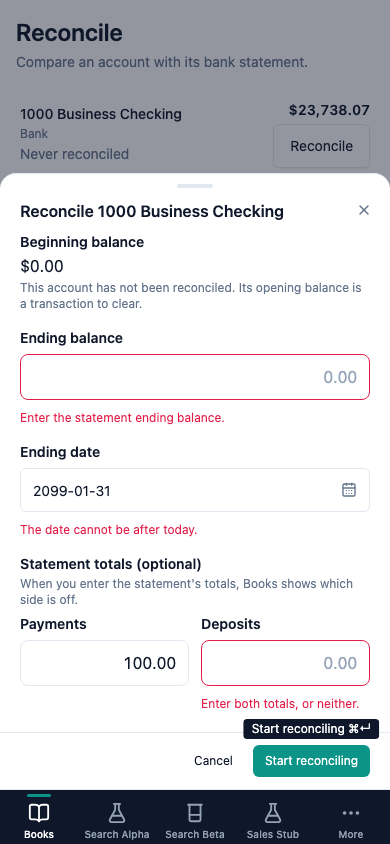 Reconcile
Compare an account with its bank statement.
1000 Business Checking
$23,738.07
Bank
Never reconciled
Reconcile
Reconcile 1000 Business Checking
Beginning balance
$0.00
This account has not been reconciled. Its opening balance is
a transaction to clear.
Ending balance
0.00
Enter the statement ending balance.
Ending date
2099-01-31
The date cannot be after today.
Statement totals (optional)
When you enter the statement's totals, Books shows which
side is off.
Payments
Deposits
100.00
0.00
Enter both totals, or neither.
Start reconciling ⌘↵
Cancel
Start reconciling
Books
Search Alpha
Search Beta
Sales Stub
More